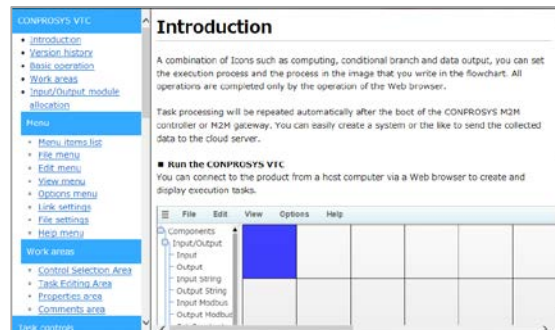 CONPROSYS VTC
Introduction
Version history
Basic operation
Work areas
Input/Output module
allocation
Menu
Menu items list
File menu
Edit menu
View menu
Options menu
Link settings
File settings
Help menu
Work areas
Control Selection Area
Task Editing Area
Properties area
Comments area
Task controls
Introduction
A combination of Icons such as computing, conditional branch and data output, you can set
the execution process and the process in the image that you write in the flowchart. All
operations are completed only by the operation of the Web browser.
Task processing will be repeated automatically after the boot of the CONPROSYS M2M
controller or M2M gateway. You can easily create a system or the like to send the collected
data to the cloud server.
■ Run the CONPROSYS VTC
You can connect to the product from a host computer via a Web browser to create and
display execution tasks.
File Edit View Options Help
Components
Input/Output
Input
Output
Input String
Output String
Input Modbus
Output Modbus